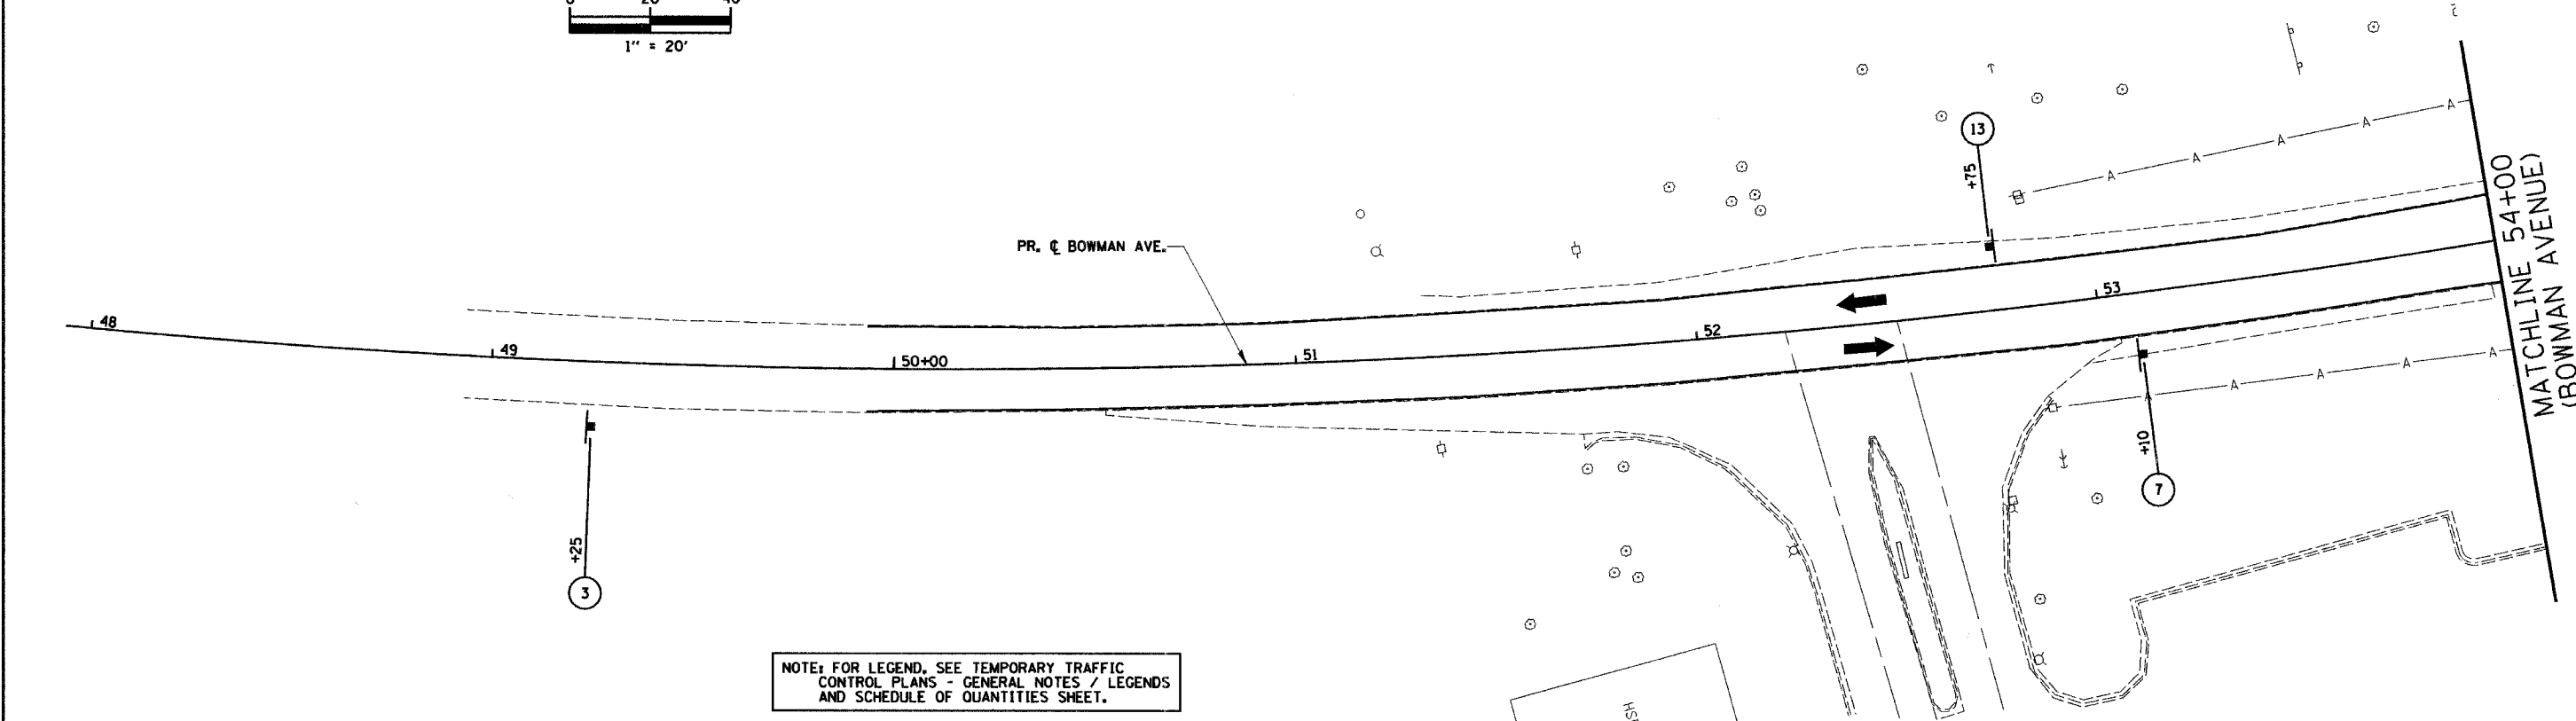 20
1" = 20'
13
+75
MATCHLINE 54+00
(BOWMAN AVENUE)
A A A A A
PR. ℄ BOWMAN AVE.
48
49
50+00
51
52
53
A A A A A
+10
7
+25
3
NOTE: FOR LEGEND, SEE TEMPORARY TRAFFIC
CONTROL PLANS - GENERAL NOTES / LEGENDS
AND SCHEDULE OF QUANTITIES SHEET.